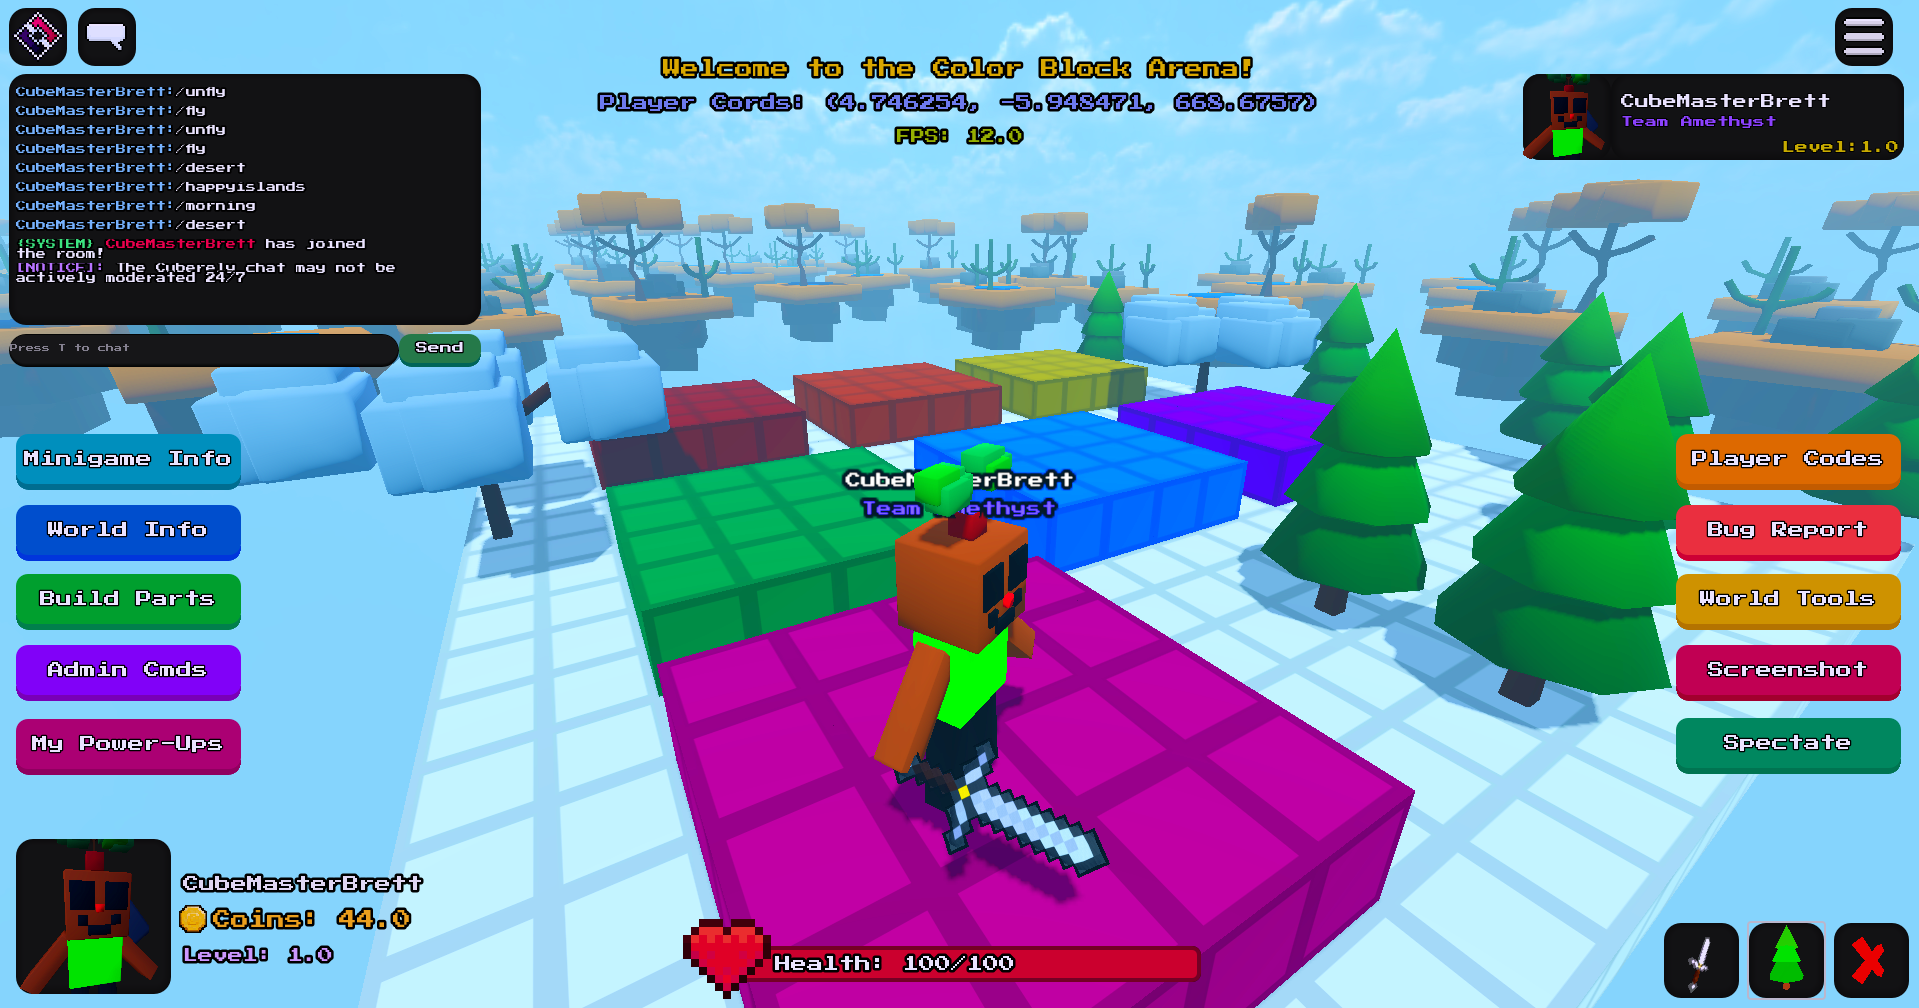 Welcome to the Color Block Arena!
Player Cords: (4.746254, -5.948471, 668.6757)
FPS: 12.0
CubeMasterBrett:/unfly
CubeMasterBrett:/fly
CubeMasterBrett:/unfly
CubeMasterBrett:/fly
CubeMasterBrett:/desert
CubeMasterBrett:/happyislands
CubeMasterBrett:/morning
CubeMasterBrett:/desert
{SYSTEM} CubeMasterBrett has joined
the room!
[NOTICE]: The Cuberely chat may not be
actively moderated 24/7
Press T to chat
Send
CubeMasterBrett
Team Amethyst
Level:1.0
Minigame Info
World Info
Build Parts
Admin Cmds
My Power-Ups
CubeMasterBrett
Team Amethyst
Player Codes
Bug Report
World Tools
Screenshot
Spectate
CubeMasterBrett
Coins: 44.0
Level: 1.0
Health: 100/100